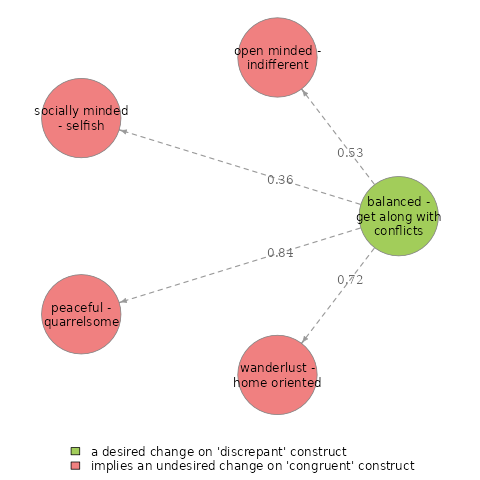 open minded -
indifferent
socially minded
- selfish
0.53
0.36
balanced -
get along with
conflicts
0.84
0.72
peaceful -
quarrelsome
wanderlust -
home oriented
a desired change on 'discrepant' construct
implies an undesired change on 'congruent' construct